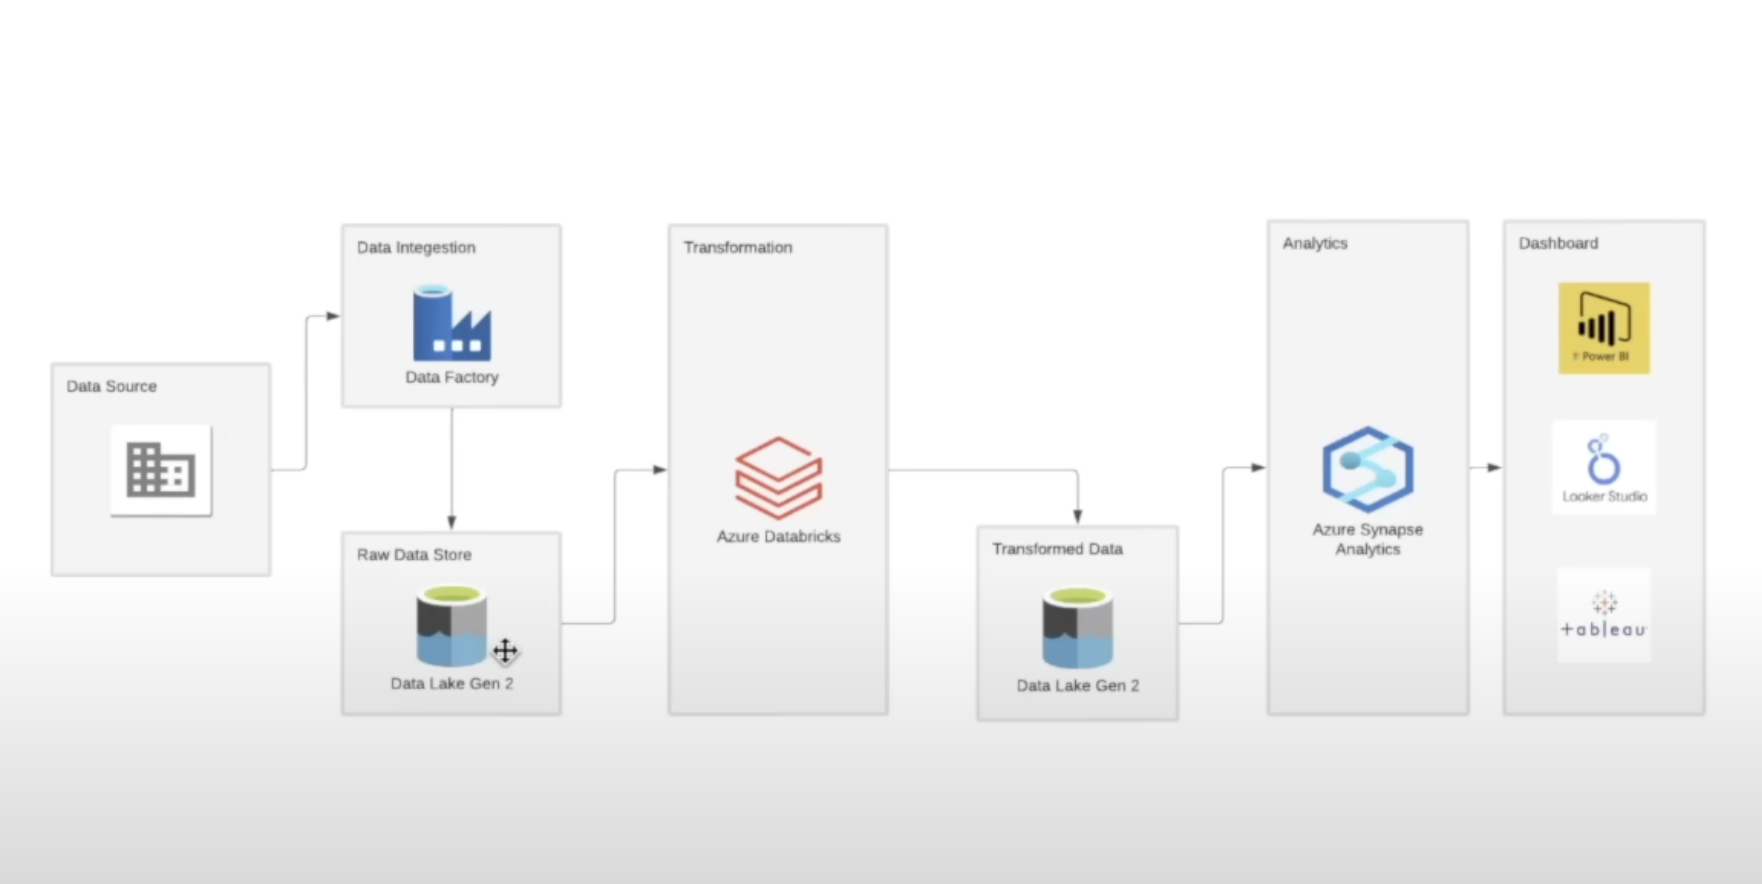 Data Source
Data Integestion
Data Factory
Raw Data Store
Data Lake Gen 2
Transformation
Azure Databricks
Transformed Data
Data Lake Gen 2
Analytics
Azure Synapse
Analytics
Dashboard
Power BI
Looker Studio
+ableau